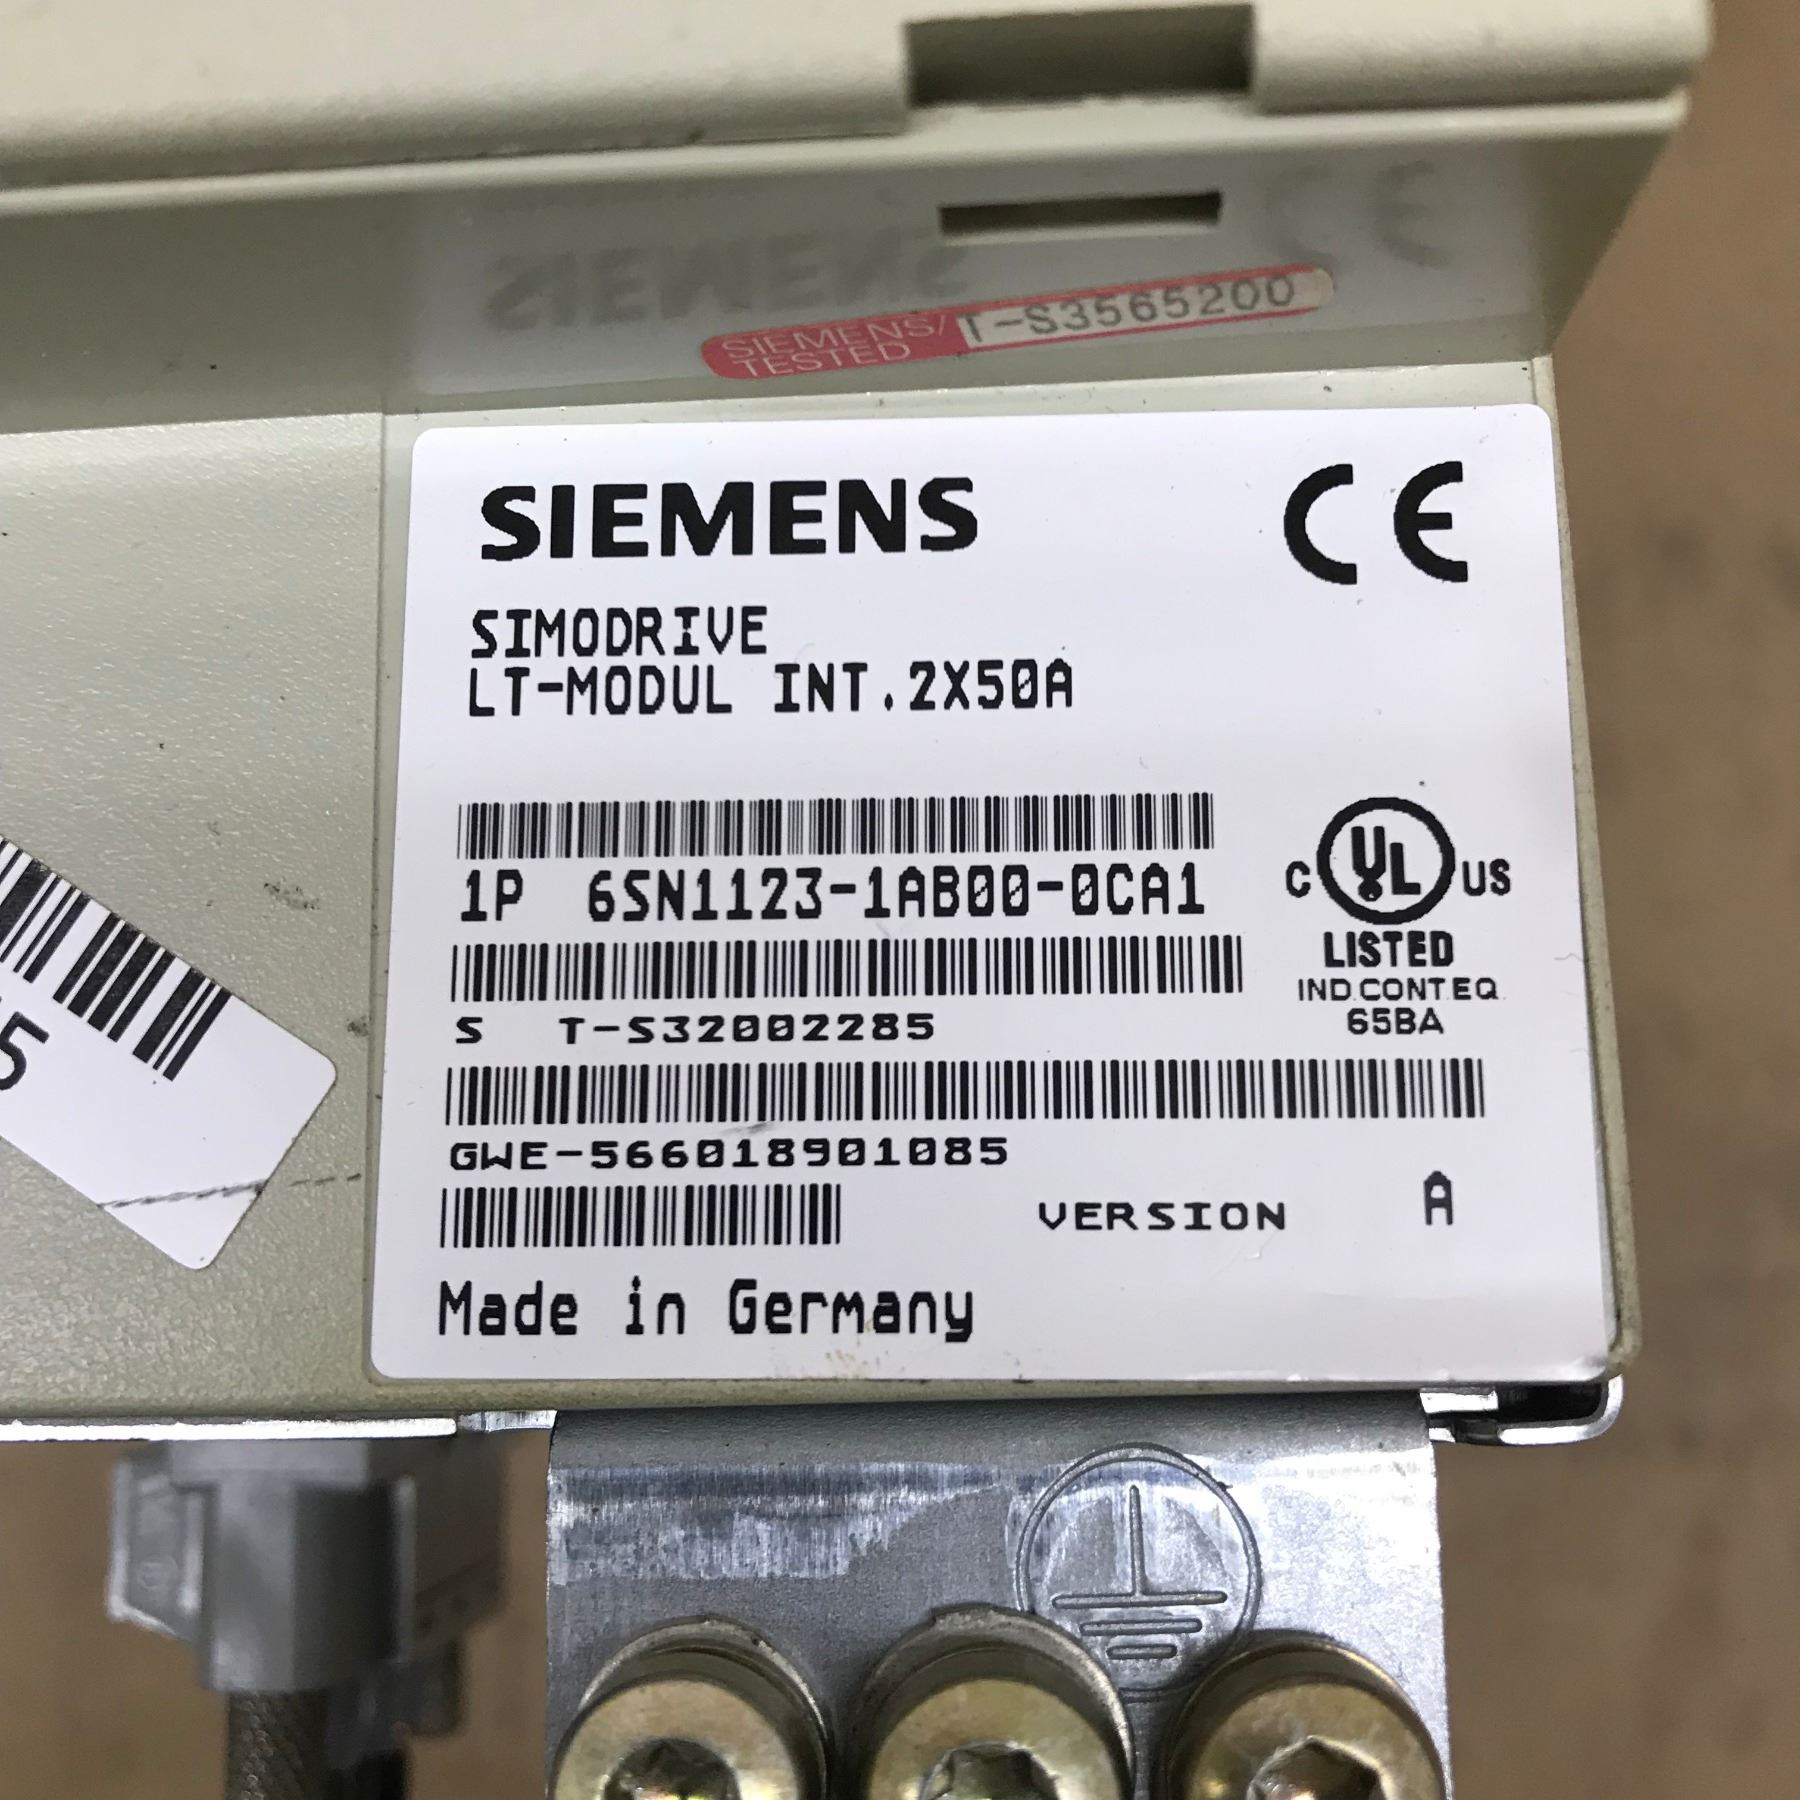 SIEMENS/ T-S3565200
TESTED
SIEMENS CE
SIMODRIVE
LT-MODUL INT.2X50A
1P 6SN1123-1AB00-0CA1
C UL US
LISTED
IND.CONT.EQ
65BA
S T-S32002285
GWE-566018901085
VERSION A
Made in Germany
5